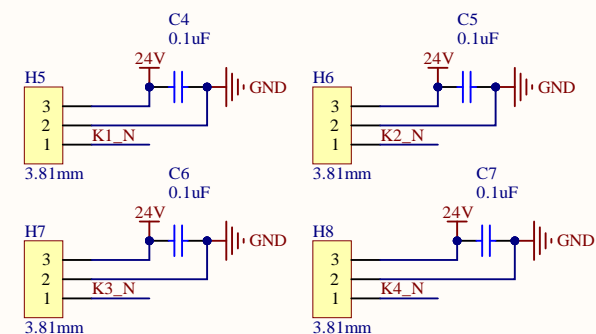 C4
0.1uF
24V
H5
GND
3
2
1
K1_N
3.81mm
C5
0.1uF
24V
H6
GND
3
2
1
K2_N
3.81mm
C6
0.1uF
24V
H7
GND
3
2
1
K3_N
3.81mm
C7
0.1uF
24V
H8
GND
3
2
1
K4_N
3.81mm